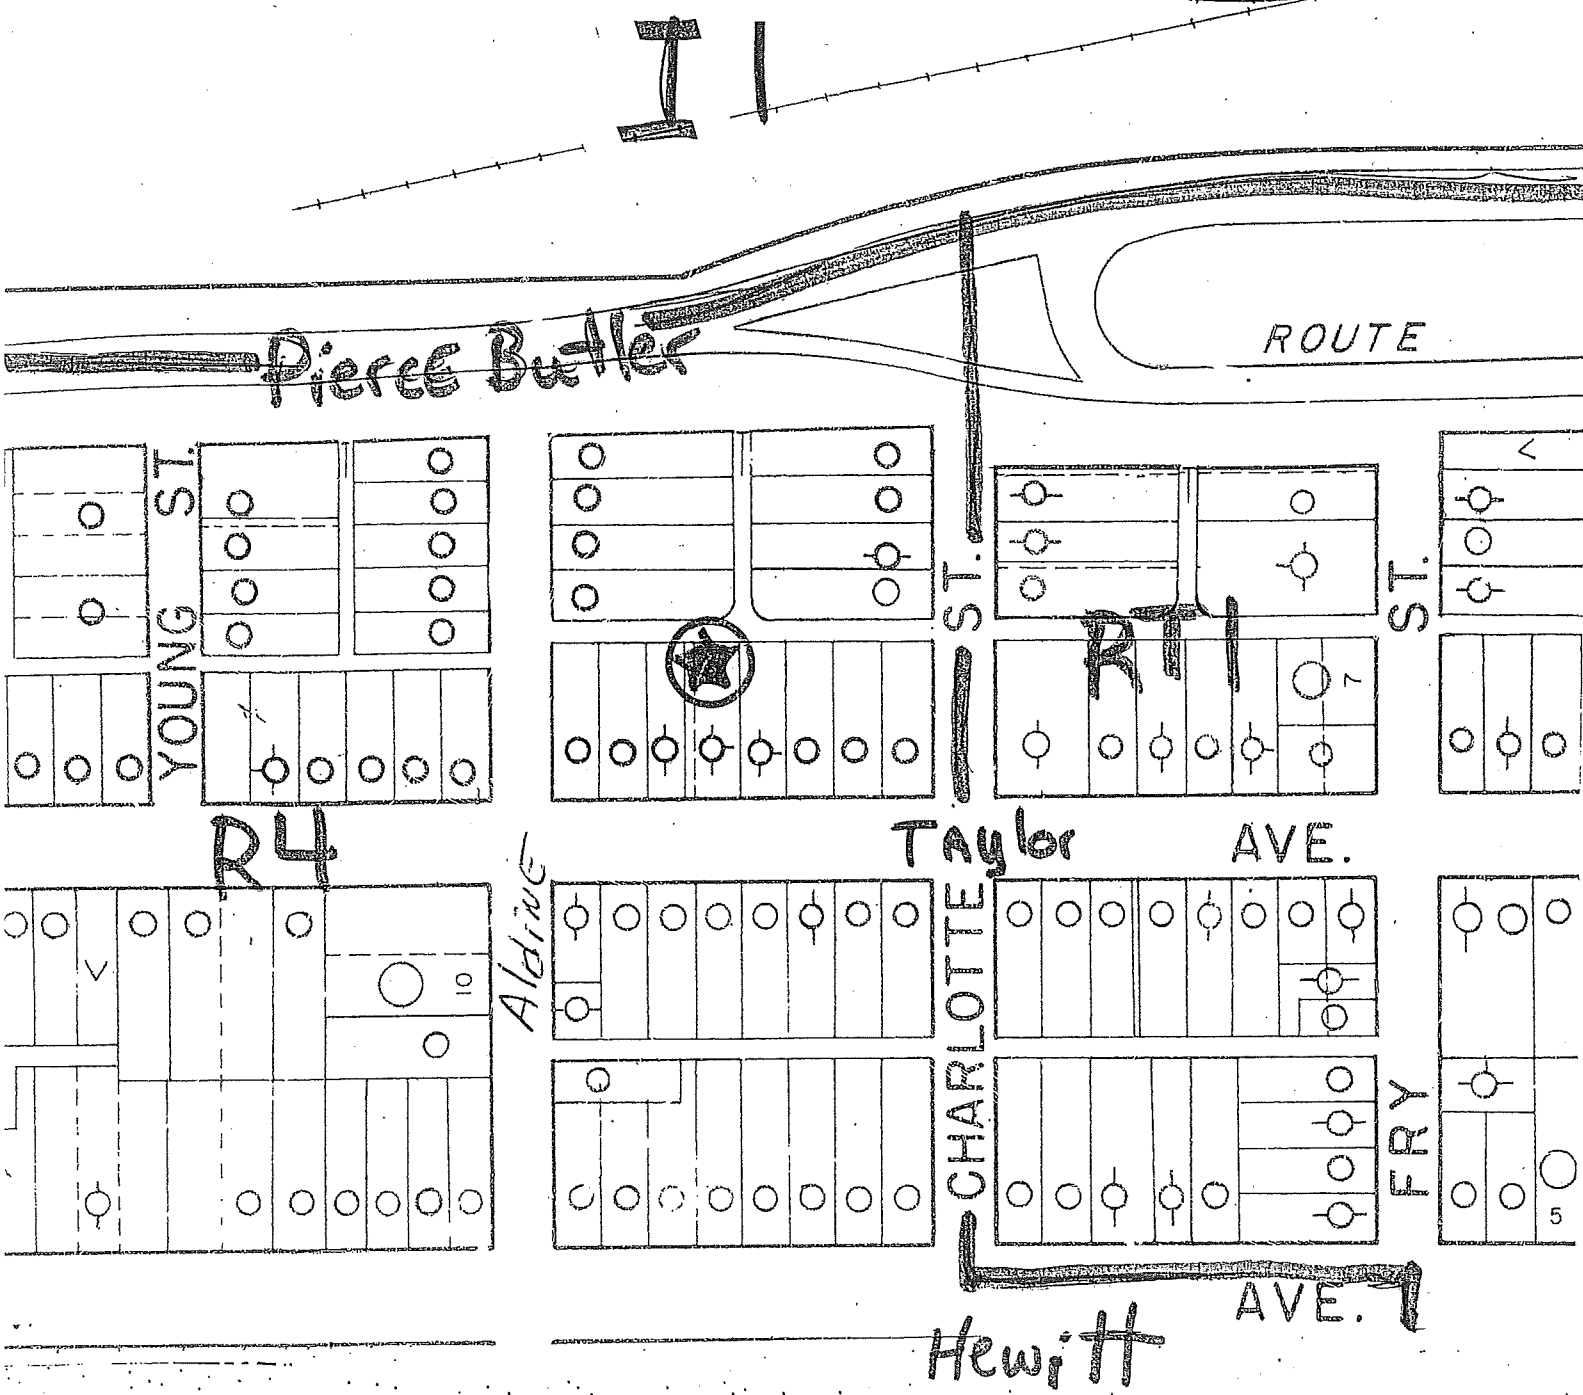 I 1
ROUTE
Pierce Butler
YOUNG ST.
CHARLOTTE ST.
FRY ST.
RT 1
7
R4
Taylor AVE.
Aldine
10
5
AVE.
Hewitt